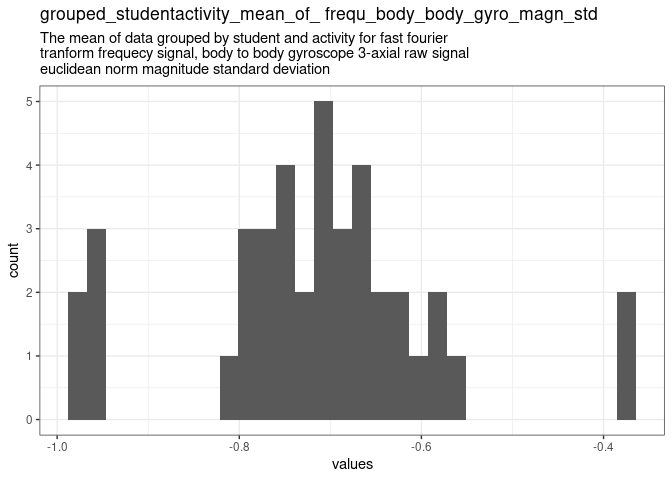 grouped_studentactivity_mean_of_ frequ_body_body_gyro_magn_std
The mean of data grouped by student and activity for fast fourier
tranform frequecy signal, body to body gyroscope 3-axial raw signal
euclidean norm magnitude standard deviation
5
4
3
2
1
0
count
-1.0
-0.8
-0.6
-0.4
values